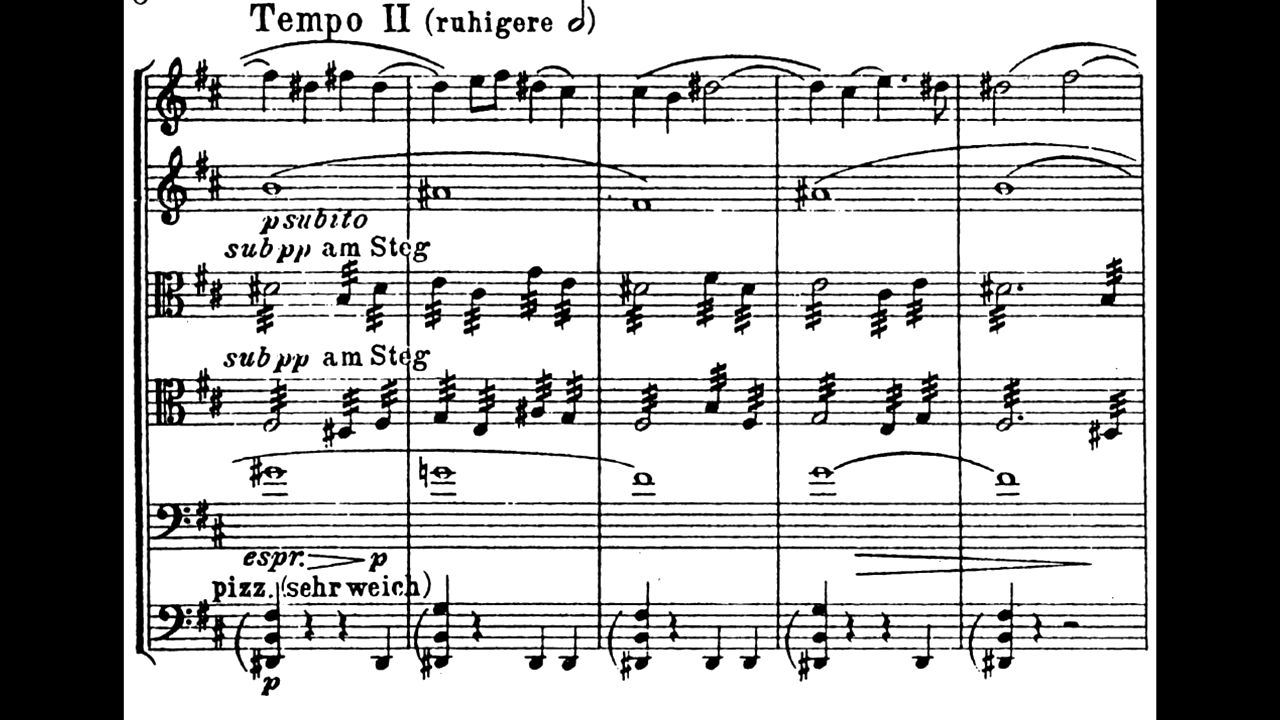 Tempo II (ruhigere 𝅗𝅥)
p subito
sub pp am Steg
sub pp am Steg
espr. p
pizz. (sehr weich)
p